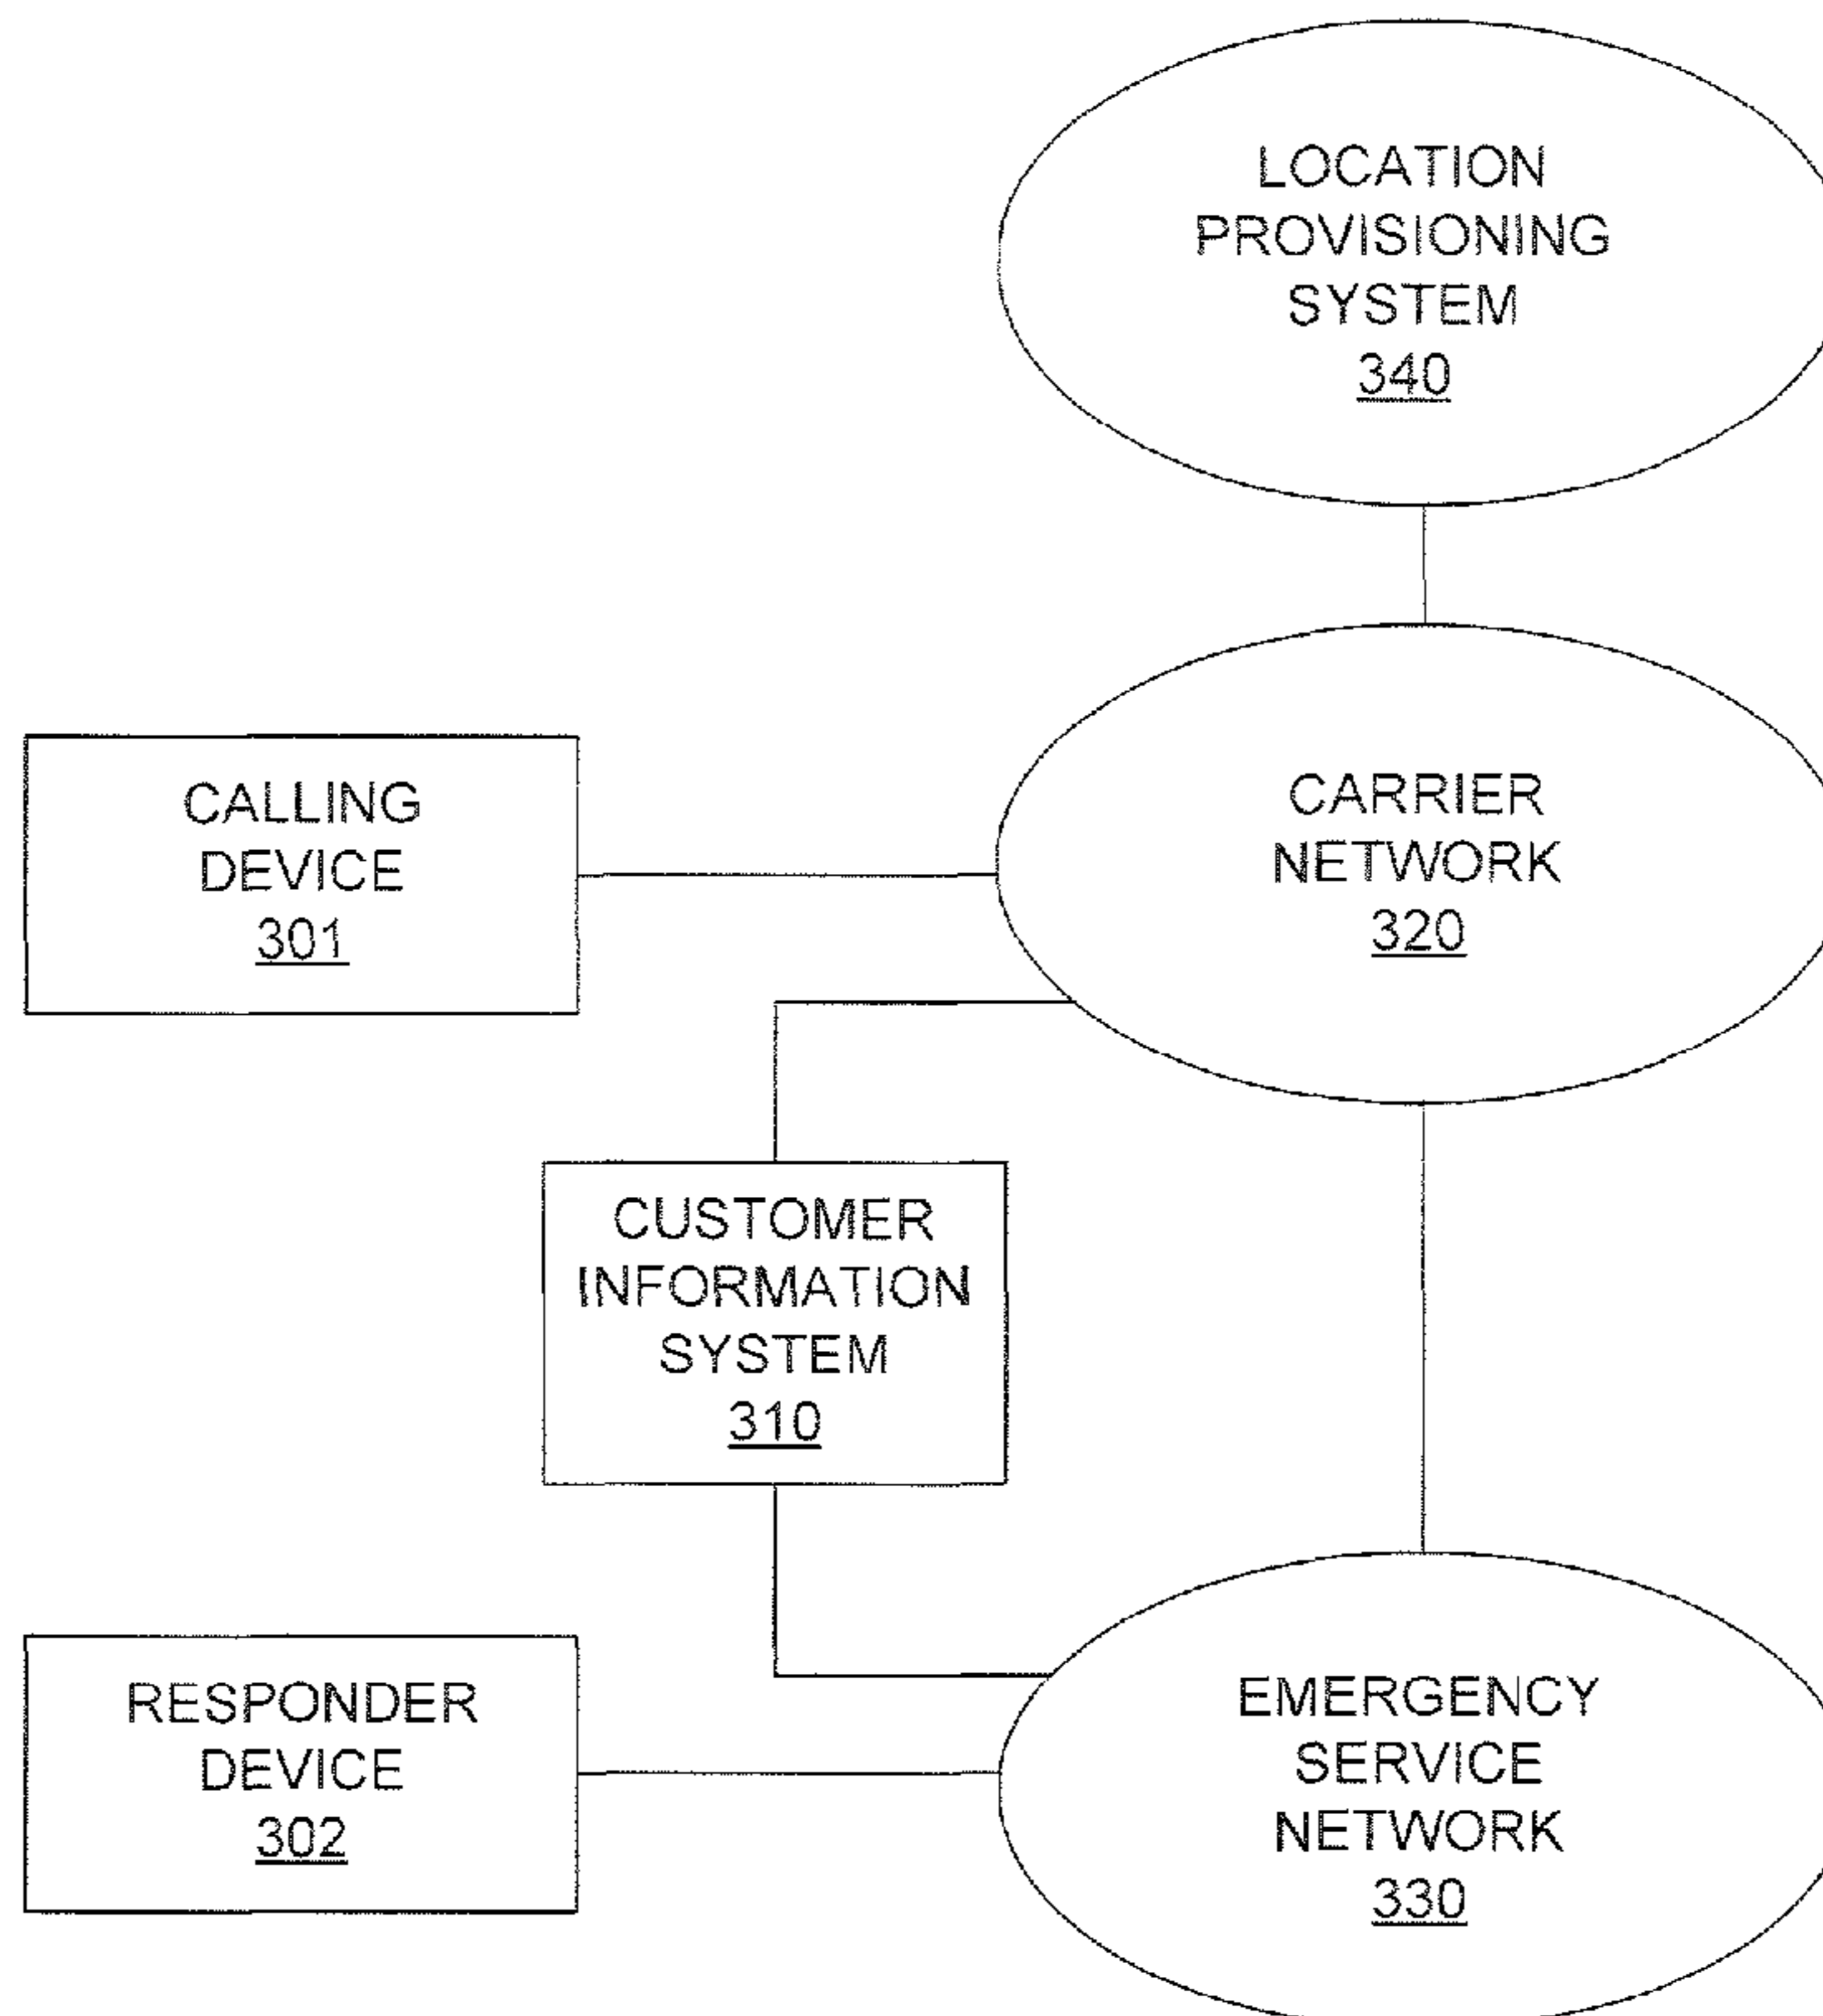 LOCATION
PROVISIONING
SYSTEM
340
CALLING
DEVICE
301
CARRIER
NETWORK
320
CUSTOMER
INFORMATION
SYSTEM
310
RESPONDER
DEVICE
302
EMERGENCY
SERVICE
NETWORK
330